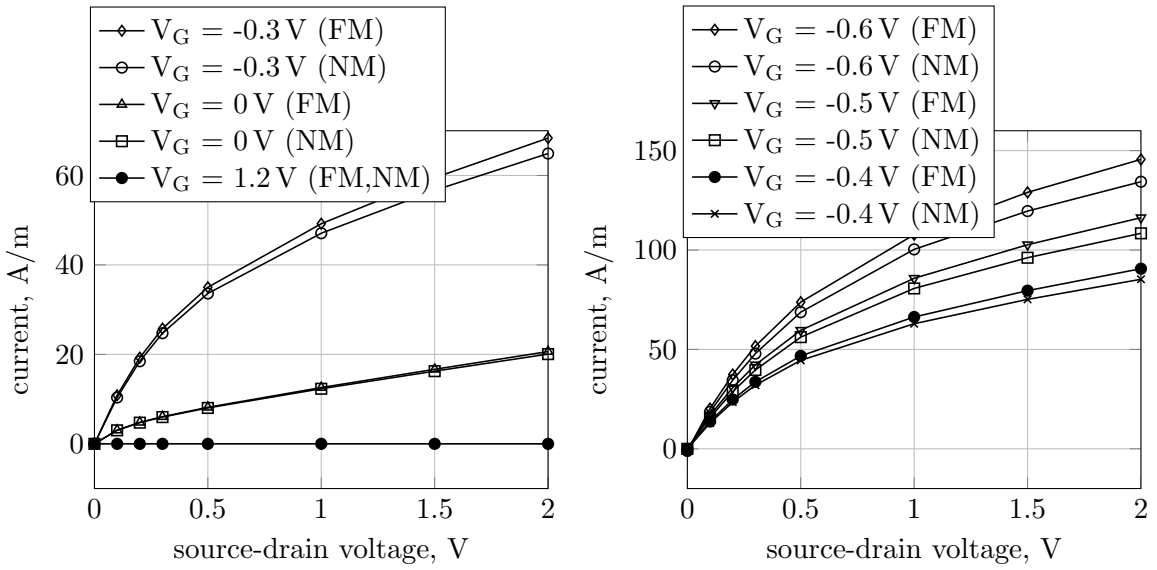 V_G = -0.3 V (FM)
V_G = -0.3 V (NM)
V_G = 0 V (FM)
V_G = 0 V (NM)
V_G = 1.2 V (FM,NM)
60
40
20
0
0
0.5
1
1.5
2
current, A/m
source-drain voltage, V
V_G = -0.6 V (FM)
V_G = -0.6 V (NM)
V_G = -0.5 V (FM)
V_G = -0.5 V (NM)
V_G = -0.4 V (FM)
V_G = -0.4 V (NM)
150
100
50
0
0
0.5
1
1.5
2
current, A/m
source-drain voltage, V